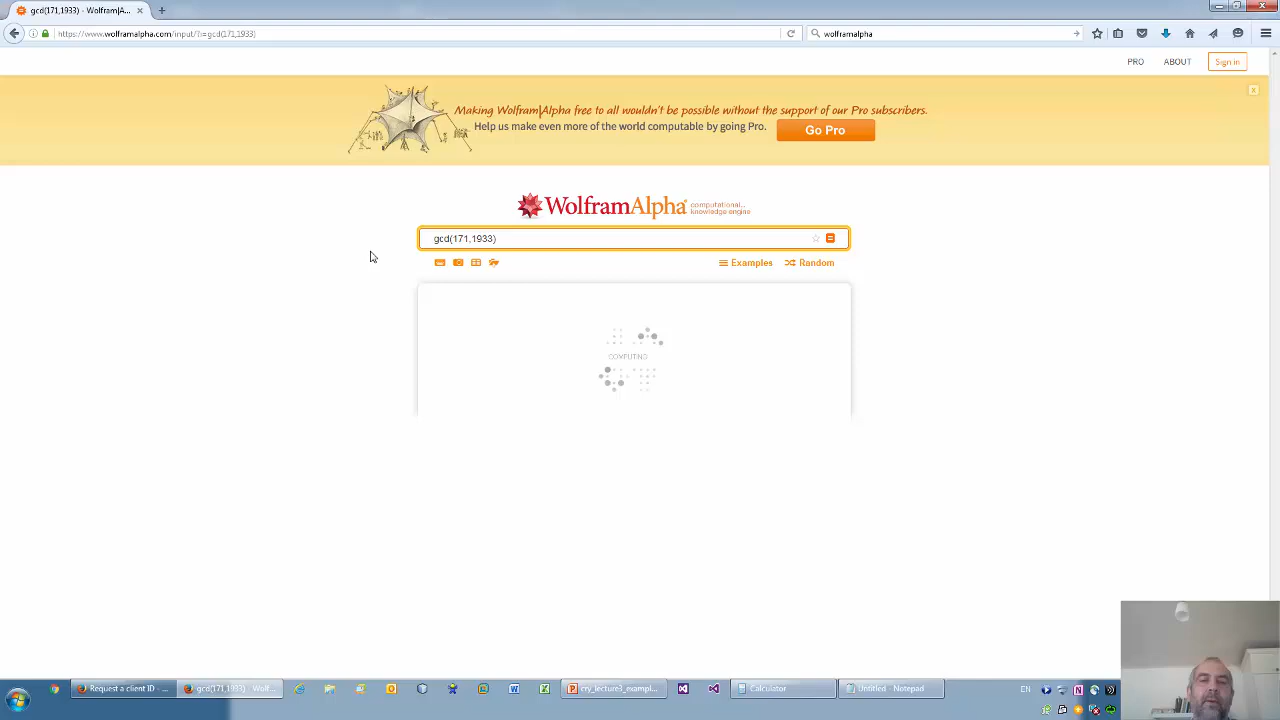 gcd(171,1933) - Wolfram|A...
https://www.wolframalpha.com/input/?i=gcd(171,1933)
wolframalpha
PRO
ABOUT
Sign in
Making Wolfram|Alpha free to all wouldn't be possible without the support of our Pro subscribers.
Help us make even more of the world computable by going Pro.
Go Pro
WolframAlpha computational...
knowledge engine
gcd(171,1933)
Examples
Random
COMPUTING
Request a client ID - ...
gcd(171,1933) - Wolf...
cry_lecture3_exampl...
Calculator
Untitled - Notepad
EN